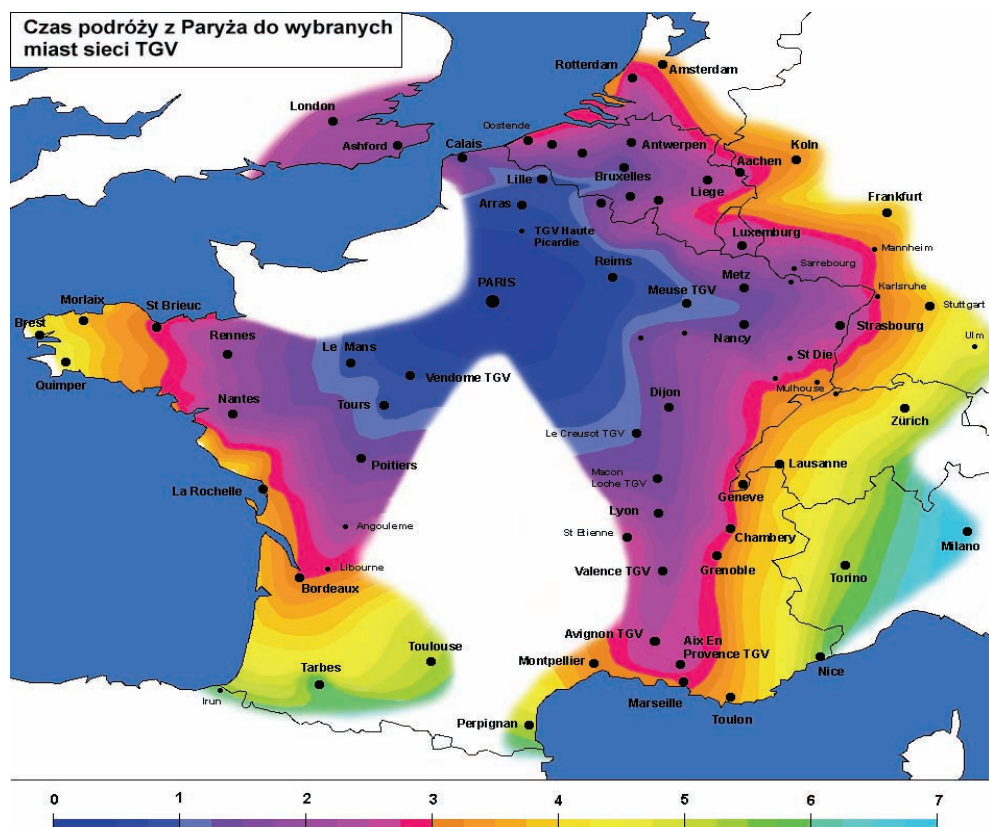 Czas podróży z Paryża do wybranych
miast sieci TGV
Rotterdam
Amsterdam
London
Oostende
Ashford
Calais
Antwerpen
Koln
Aachen
Bruxelles
Lille
Liege
Arras
Frankfurt
TGV Haute
Picardie
Luxemburg
Mannheim
Reims
Sarrebourg
Metz
PARIS
Meuse TGV
Karlsruhe
Morlaix
St Brieuc
Stuttgart
Brest
Rennes
Strasbourg
Le Mans
Nancy
Ulm
St Die
Quimper
Vendome TGV
Mulhouse
Nantes
Tours
Dijon
Zürich
Le Creusot TGV
Poitiers
Lausanne
Macon
Loche TGV
La Rochelle
Geneve
Lyon
Angouleme
St Etienne
Chambery
Milano
Libourne
Grenoble
Bordeaux
Valence TGV
Torino
Avignon TGV
Aix En
Provence TGV
Toulouse
Montpellier
Tarbes
Nice
Irun
Marseille
Toulon
Perpignan
0 1 2 3 4 5 6 7